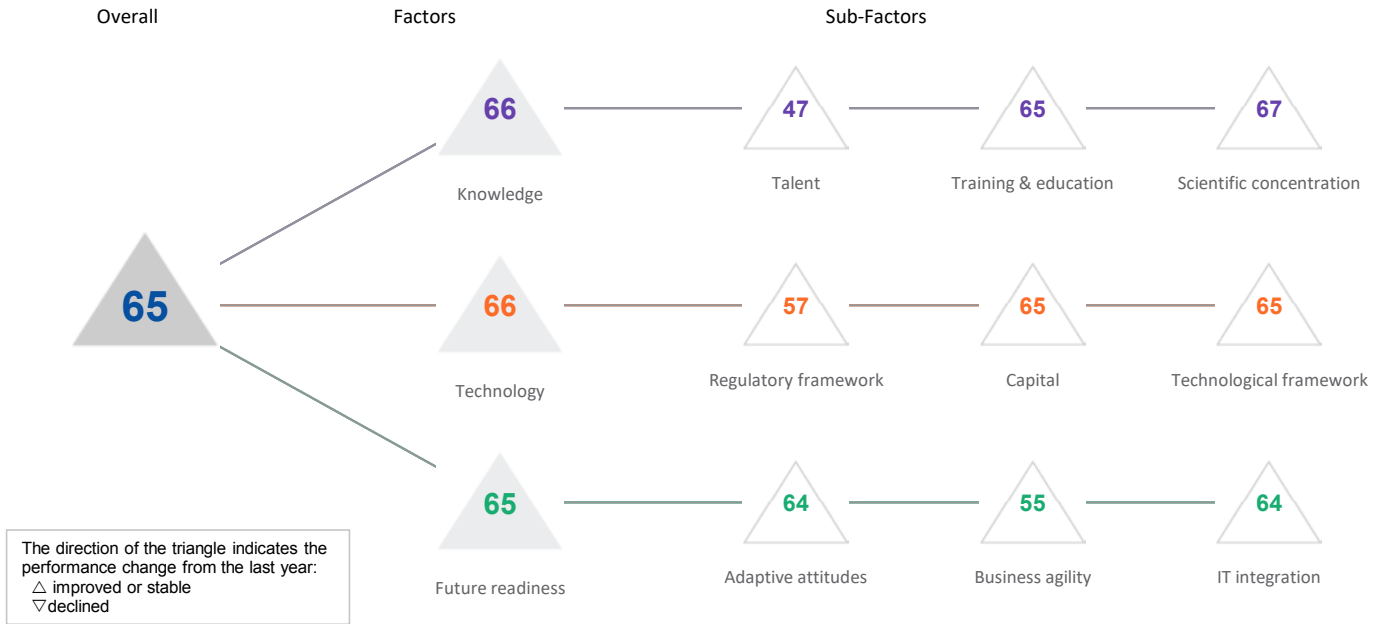 Overall Factors Sub-Factors
66 47 65 67
Knowledge Talent Training & education Scientific concentration
65 66 57 65 65
Technology Regulatory framework Capital Technological framework
65 64 55 64
Future readiness Adaptive attitudes Business agility IT integration
The direction of the triangle indicates the
performance change from the last year:
△ improved or stable
▽declined